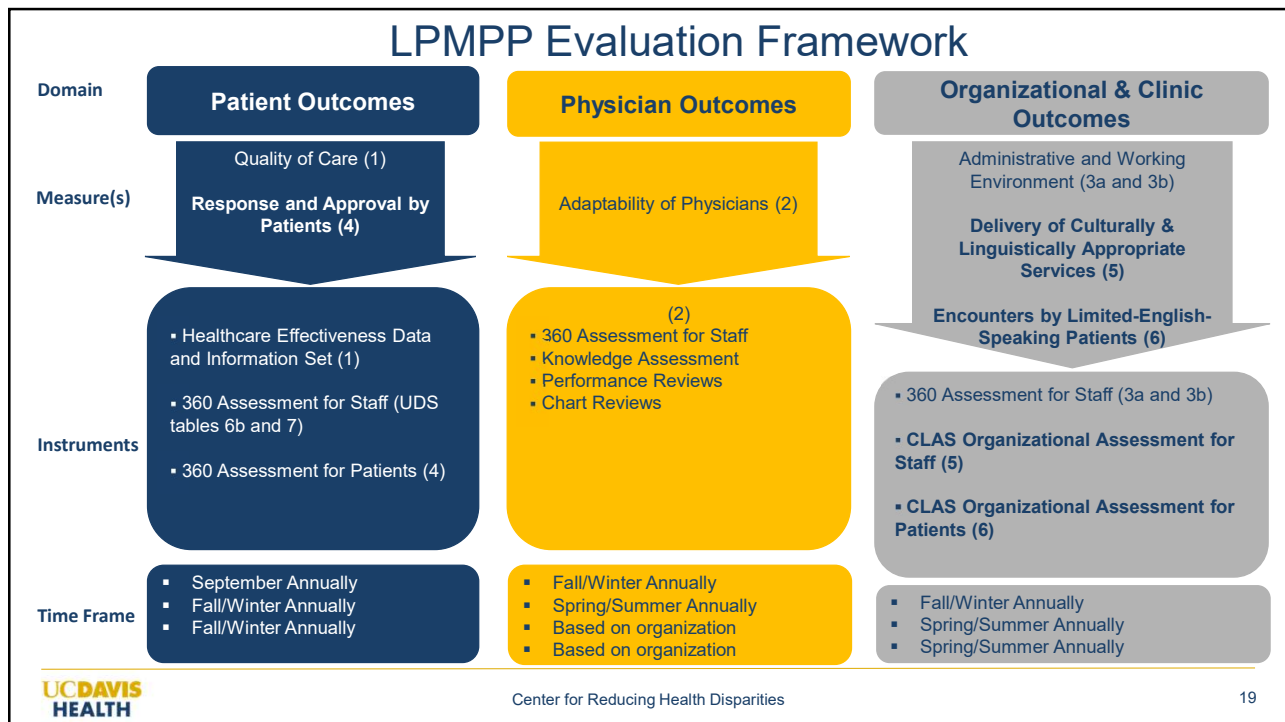 LPMPP Evaluation Framework
Domain
Patient Outcomes
Physician Outcomes
Organizational & Clinic
Outcomes
Measure(s)
Quality of Care (1)
Response and Approval by
Patients (4)
Adaptability of Physicians (2)
Administrative and Working
Environment (3a and 3b)
Delivery of Culturally &
Linguistically Appropriate
Services (5)
Encounters by Limited-English-
Speaking Patients (6)
Instruments
▪ Healthcare Effectiveness Data
and Information Set (1)
▪ 360 Assessment for Staff (UDS
tables 6b and 7)
▪ 360 Assessment for Patients (4)
(2)
▪ 360 Assessment for Staff
▪ Knowledge Assessment
▪ Performance Reviews
▪ Chart Reviews
▪ 360 Assessment for Staff (3a and 3b)
▪ CLAS Organizational Assessment for
Staff (5)
▪ CLAS Organizational Assessment for
Patients (6)
Time Frame
▪ September Annually
▪ Fall/Winter Annually
▪ Fall/Winter Annually
▪ Fall/Winter Annually
▪ Spring/Summer Annually
▪ Based on organization
▪ Based on organization
▪ Fall/Winter Annually
▪ Spring/Summer Annually
▪ Spring/Summer Annually
UCDAVIS
HEALTH
Center for Reducing Health Disparities
19